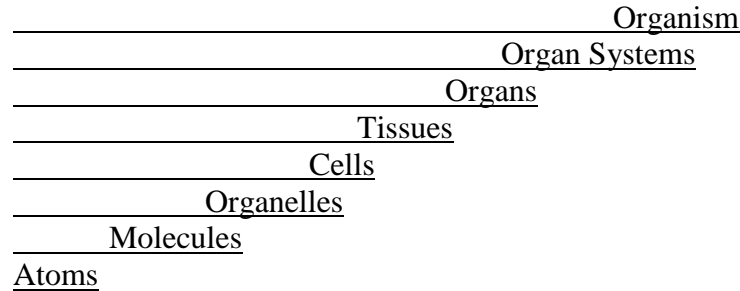 Organism
Organ Systems
Organs
Tissues
Cells
Organelles
Molecules
Atoms